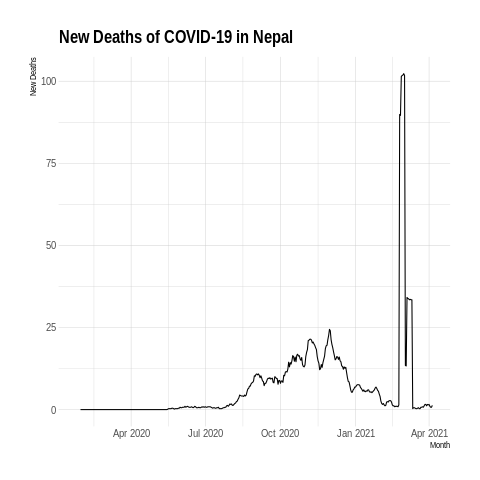 New Deaths of COVID-19 in Nepal
New Deaths
100
75
50
25
0
Apr 2020 Jul 2020 Oct 2020 Jan 2021 Apr 2021
Month